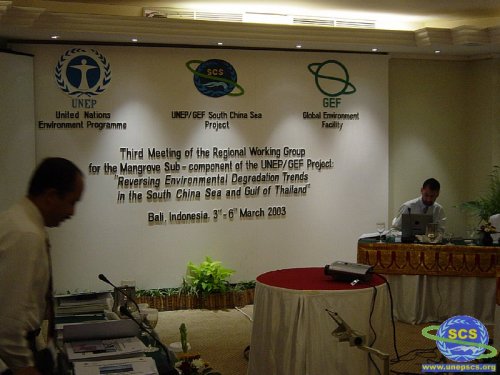 UNEP
United Nations
Environment Programme
SCS
UNEP/GEF South China Sea
Project
GEF
Global Environment
Facility
Third Meeting of the Regional Working Group
for the Mangrove Sub - component of the UNEP/GEF Project:
"Reversing Environmental Degradation Trends
in the South China Sea and Gulf of Thailand"
Bali, Indonesia. 3rd - 6th March 2003
SCS
www.unepscs.org